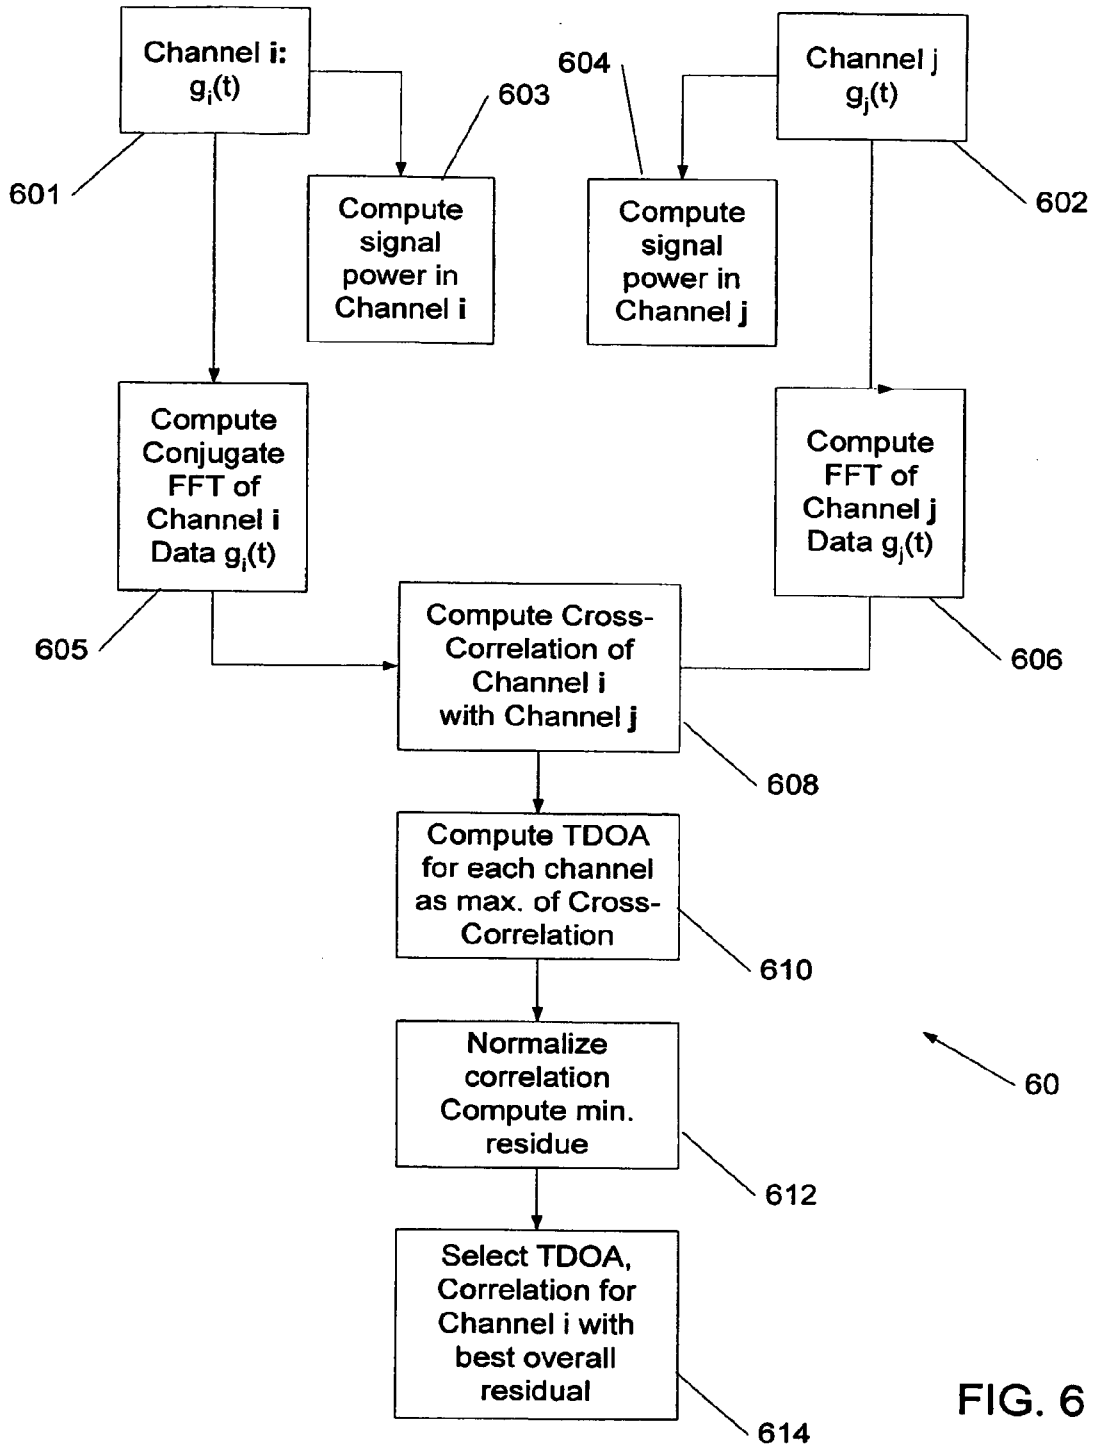 Channel i:
gi(t)
601
603
Compute
signal
power in
Channel i
604
Compute
signal
power in
Channel j
Channel j
gj(t)
602
Compute
Conjugate
FFT of
Channel i
Data gi(t)
605
Compute
FFT of
Channel j
Data gj(t)
606
Compute Cross-
Correlation of
Channel i
with Channel j
608
Compute TDOA
for each channel
as max. of Cross-
Correlation
610
Normalize
correlation
Compute min.
residue
612
60
Select TDOA,
Correlation for
Channel i with
best overall
residual
614
FIG. 6